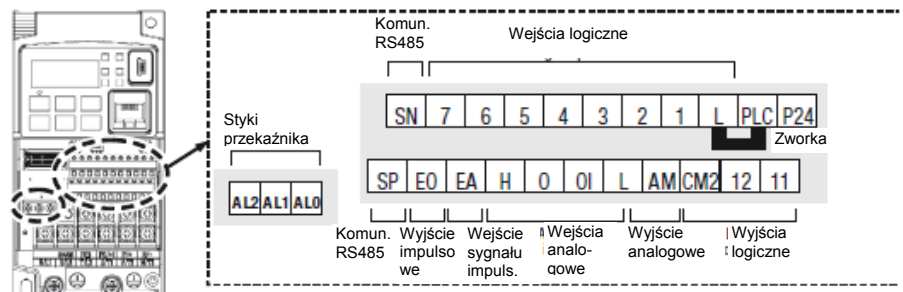 Komun.
RS485
Wejścia logiczne
SN 7 6 5 4 3 2 1 L PLC P24
Zworka
Styki
przekaźnika
AL2 AL1 AL0
SP EO EA H O OI L AM CM2 12 11
Komun.
RS485
Wyjście
impulso
we
Wejście
sygnału
impuls.
Wejścia
analo-
gowe
Wyjście
analogowe
Wyjścia
logiczne